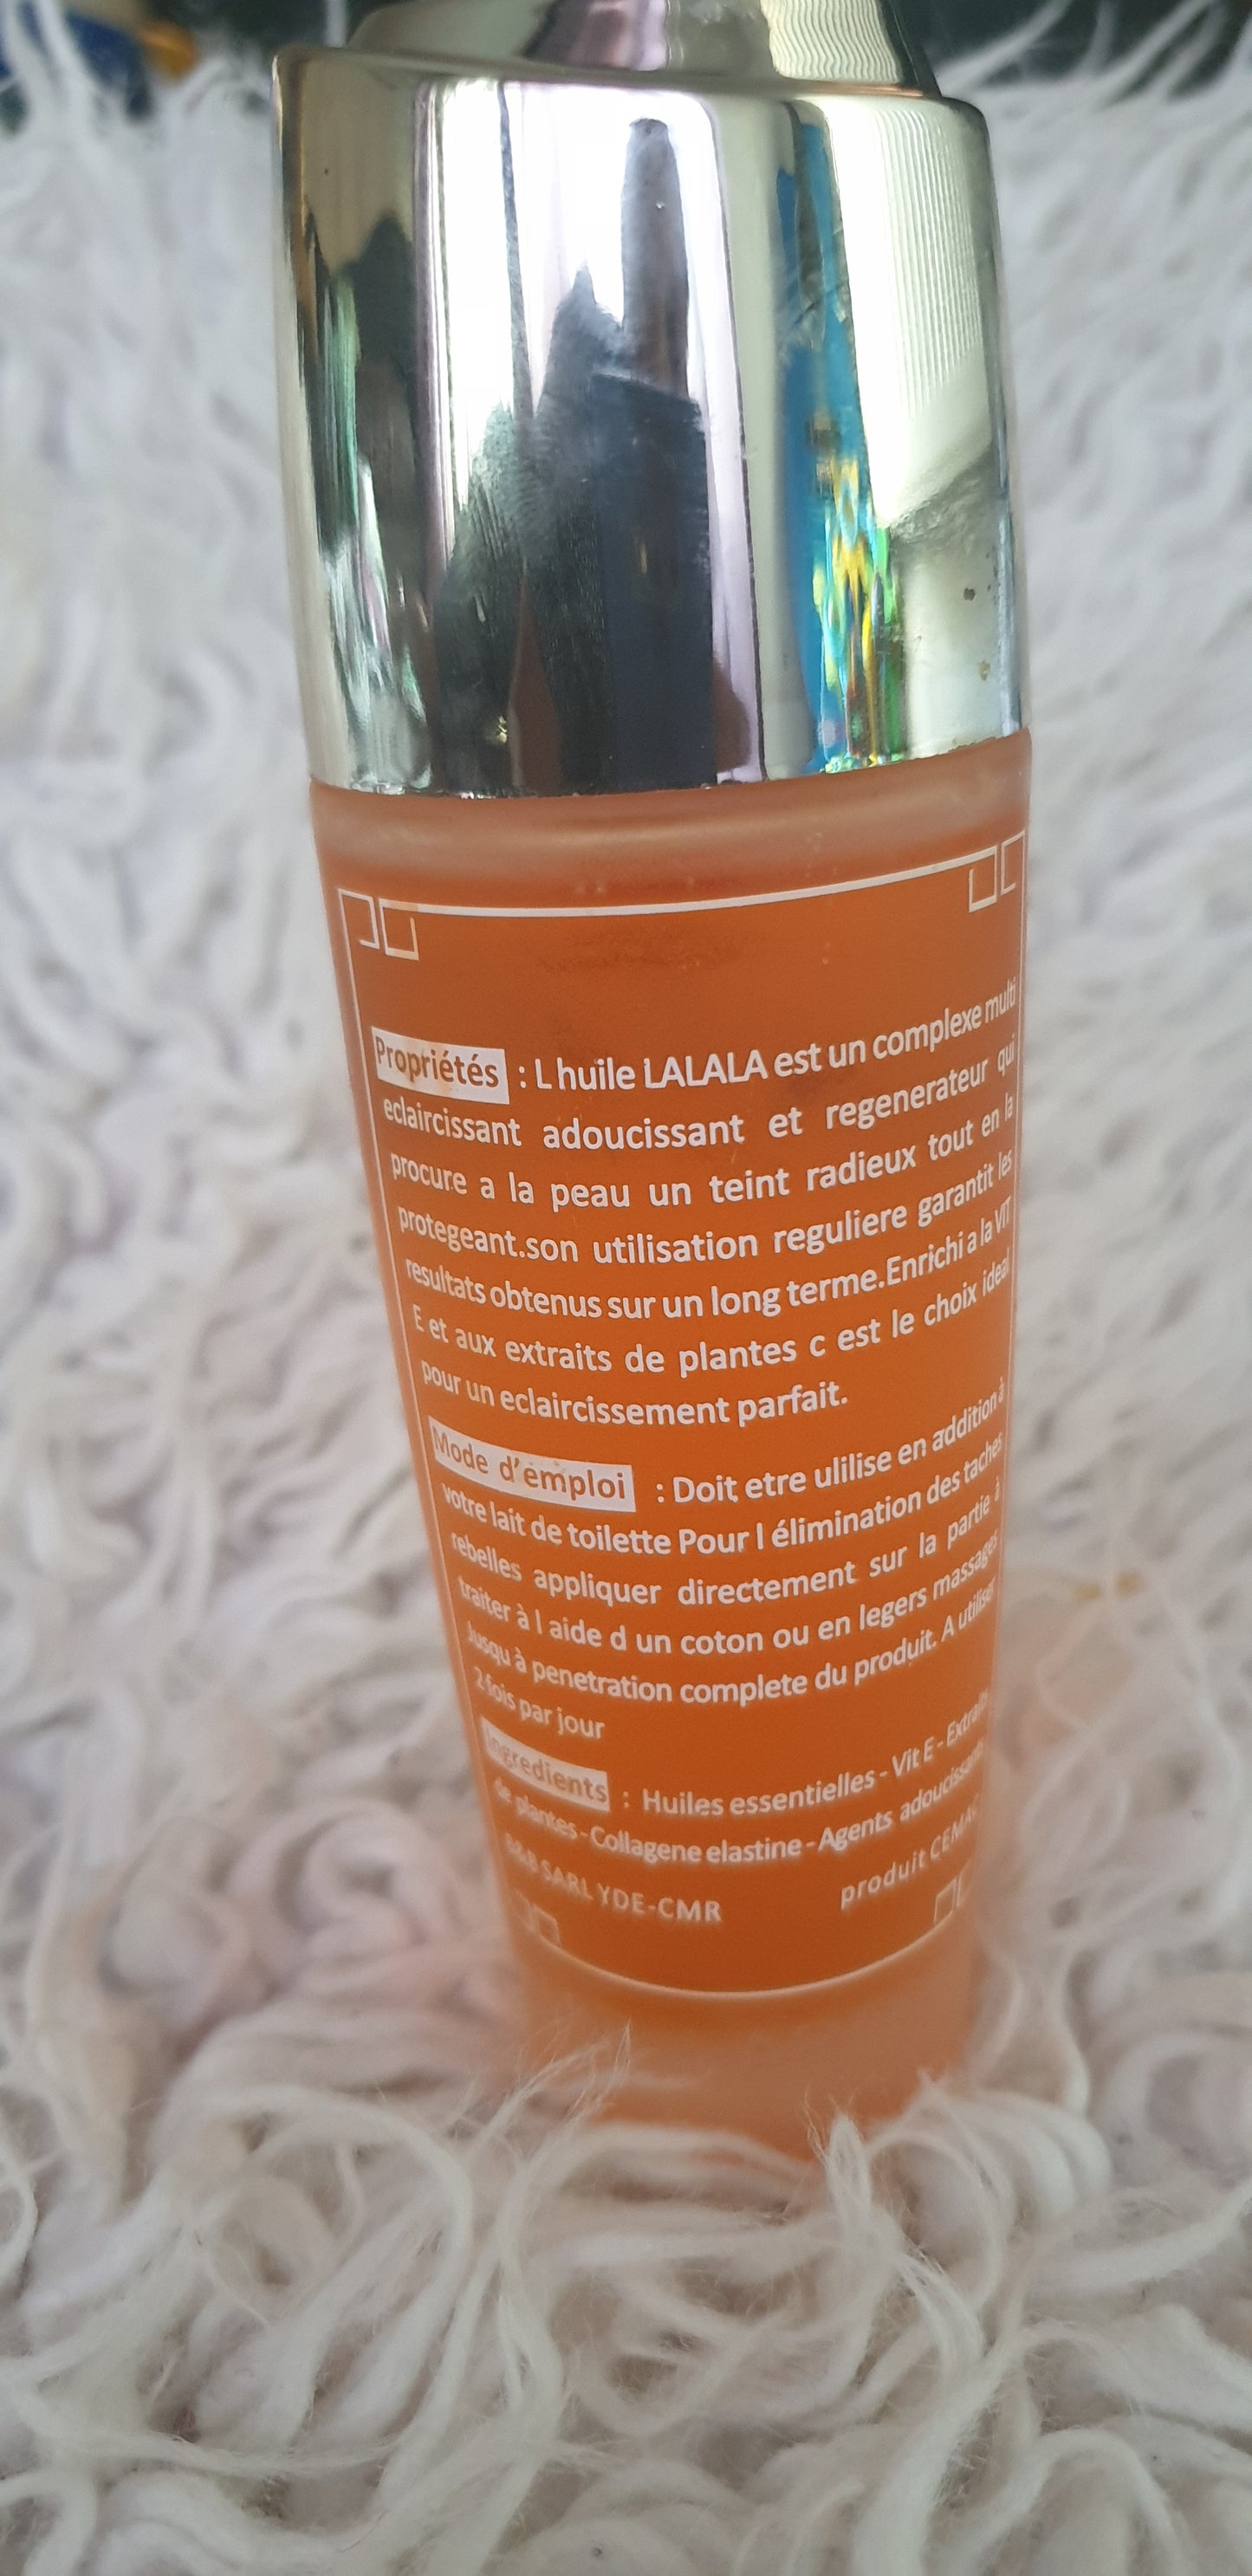 Propriétés : L huile LALALA est un complexe multi
eclaircissant adoucissant et regenerateur qui
procure a la peau un teint radieux tout en la
protegeant.son utilisation reguliere garantit les
resultats obtenus sur un long terme.Enrichi a la VIT
E et aux extraits de plantes c est le choix ideal
pour un eclaircissement parfait.
Mode d'emploi : Doit etre ulilise en addition à
votre lait de toilette Pour l élimination des taches
rebelles appliquer directement sur la partie à
traiter à l aide d un coton ou en legers massages
Jusqu à penetration complete du produit. A utiliser
2 fois par jour
Ingredients : Huiles essentielles - Vit E - Extraits
de plantes - Collagene elastine - Agents adoucissants
B&B SARL YDE-CMR produit CEMAC